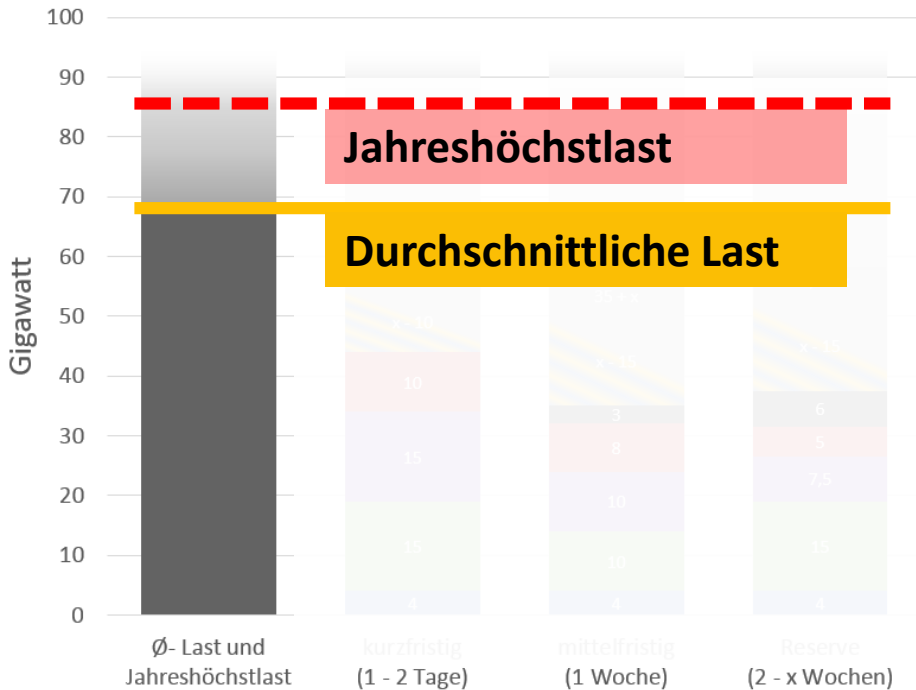 100
90
80
70
60
50
40
30
20
10
0
Gigawatt
Jahreshöchstlast
Durchschnittliche Last
10
15
15
4
3
8
10
10
4
6
5
7,5
15
4
Ø- Last und
Jahreshöchstlast
kurzfristig
(1 - 2 Tage)
mittelfristig
(1 Woche)
Reserve
(2 - x Wochen)